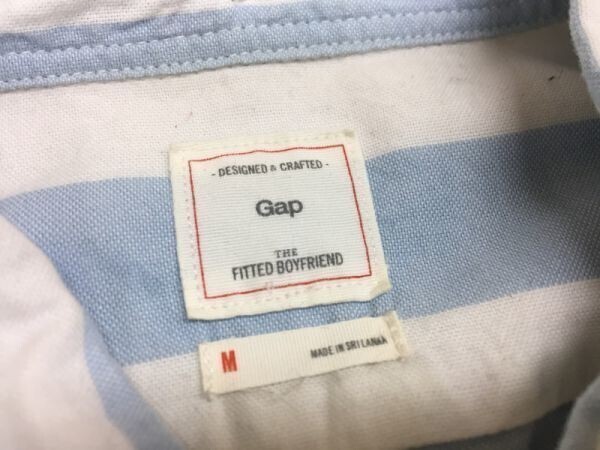 - DESIGNED & CRAFTED -
Gap
THE
FITTED BOYFRIEND
M
MADE IN SRI LANKA